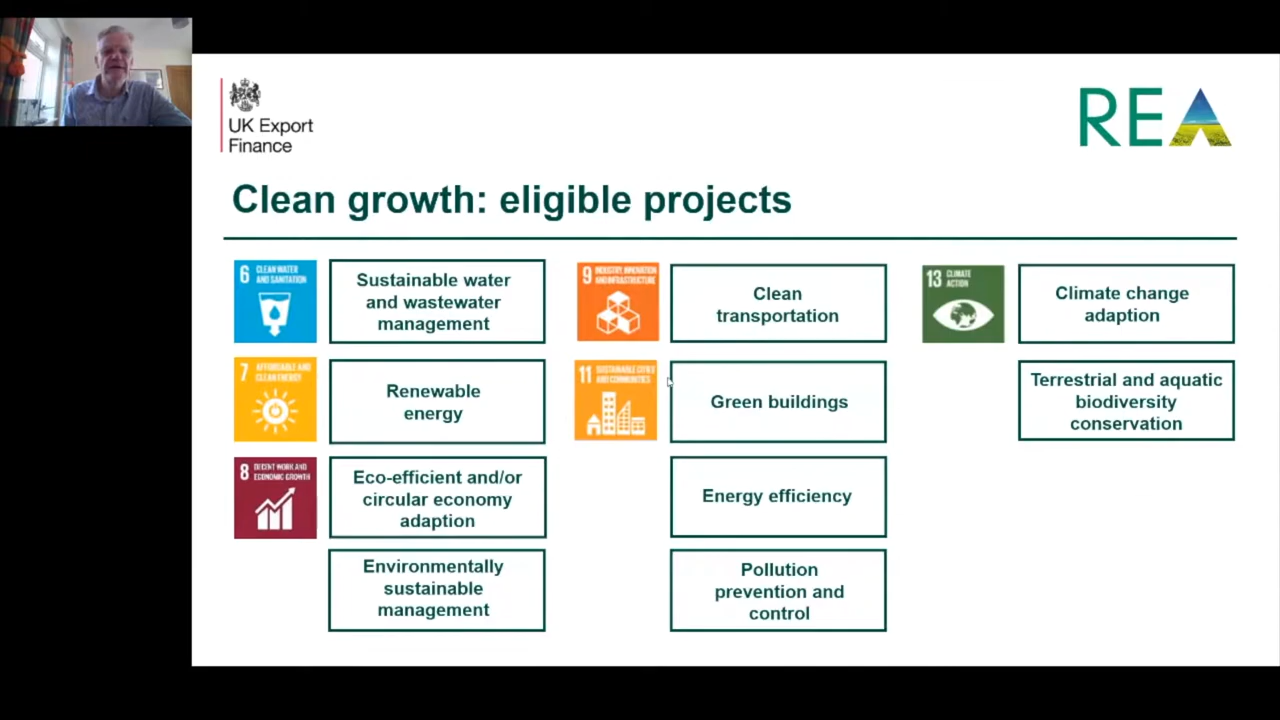 UK Export
Finance
REA
Clean growth: eligible projects
6 CLEAN WATER
AND SANITATION
Sustainable water
and wastewater
management
7 AFFORDABLE AND
CLEAN ENERGY
Renewable
energy
8 DECENT WORK AND
ECONOMIC GROWTH
Eco-efficient and/or
circular economy
adaption
Environmentally
sustainable
management
9 INDUSTRY, INNOVATION
AND INFRASTRUCTURE
Clean
transportation
11 SUSTAINABLE CITIES
AND COMMUNITIES
Green buildings
Energy efficiency
Pollution
prevention and
control
13 CLIMATE
ACTION
Climate change
adaption
Terrestrial and aquatic
biodiversity
conservation